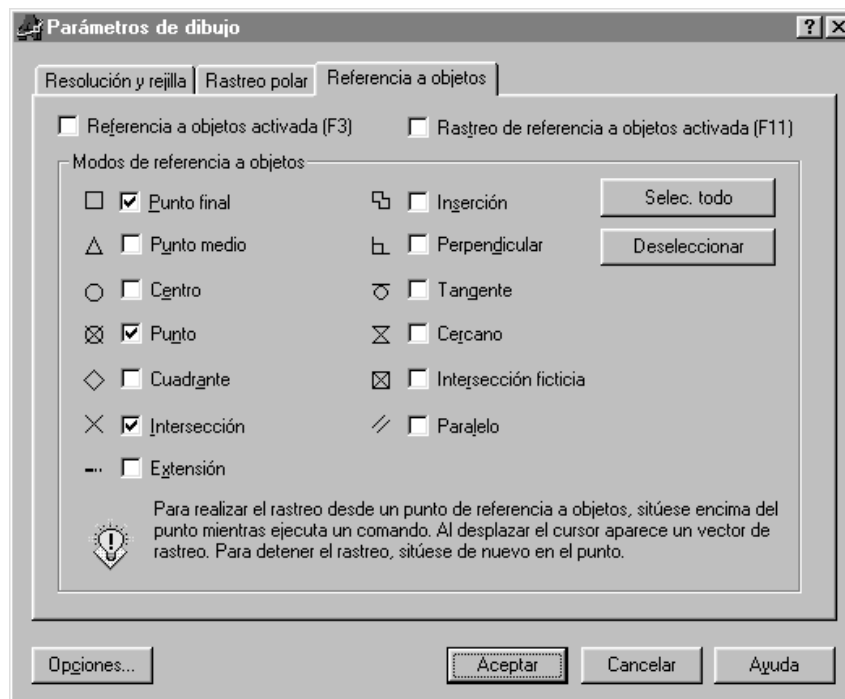 Parámetros de dibujo
Resolución y rejilla
Rastreo polar
Referencia a objetos
Referencia a objetos activada (F3)
Rastreo de referencia a objetos activada (F11)
Modos de referencia a objetos
Punto final
Inserción
Selec. todo
Punto medio
Perpendicular
Deseleccionar
Centro
Tangente
Punto
Cercano
Cuadrante
Intersección ficticia
Intersección
Paralelo
Extensión
Para realizar el rastreo desde un punto de referencia a objetos, sitúese encima del
punto mientras ejecuta un comando. Al desplazar el cursor aparece un vector de
rastreo. Para detener el rastreo, sitúese de nuevo en el punto.
Opciones...
Aceptar
Cancelar
Ayuda